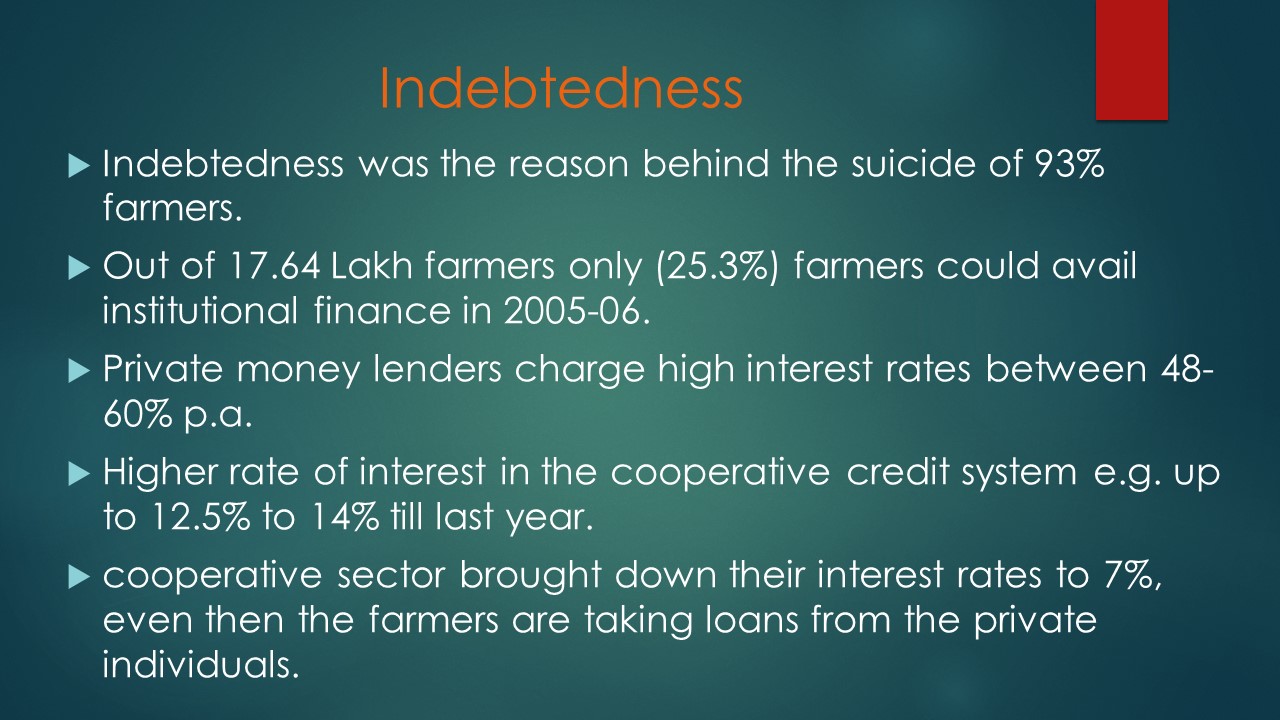 Indebtedness
Indebtedness was the reason behind the suicide of 93%
farmers.
Out of 17.64 Lakh farmers only (25.3%) farmers could avail
institutional finance in 2005-06.
Private money lenders charge high interest rates between 48-
60% p.a.
Higher rate of interest in the cooperative credit system e.g. up
to 12.5% to 14% till last year.
cooperative sector brought down their interest rates to 7%,
even then the farmers are taking loans from the private
individuals.